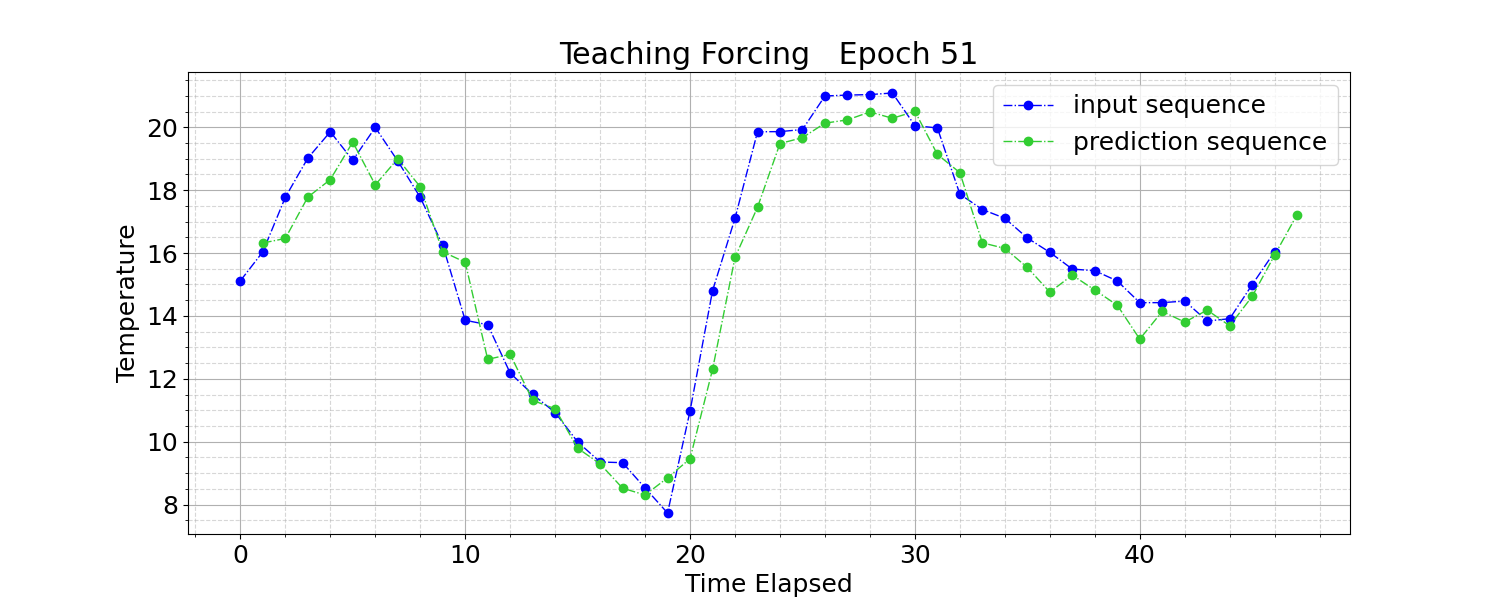 Teaching Forcing   Epoch 51
input sequence
prediction sequence
20
18
16
14
12
10
8
Temperature
0 10 20 30 40
Time Elapsed